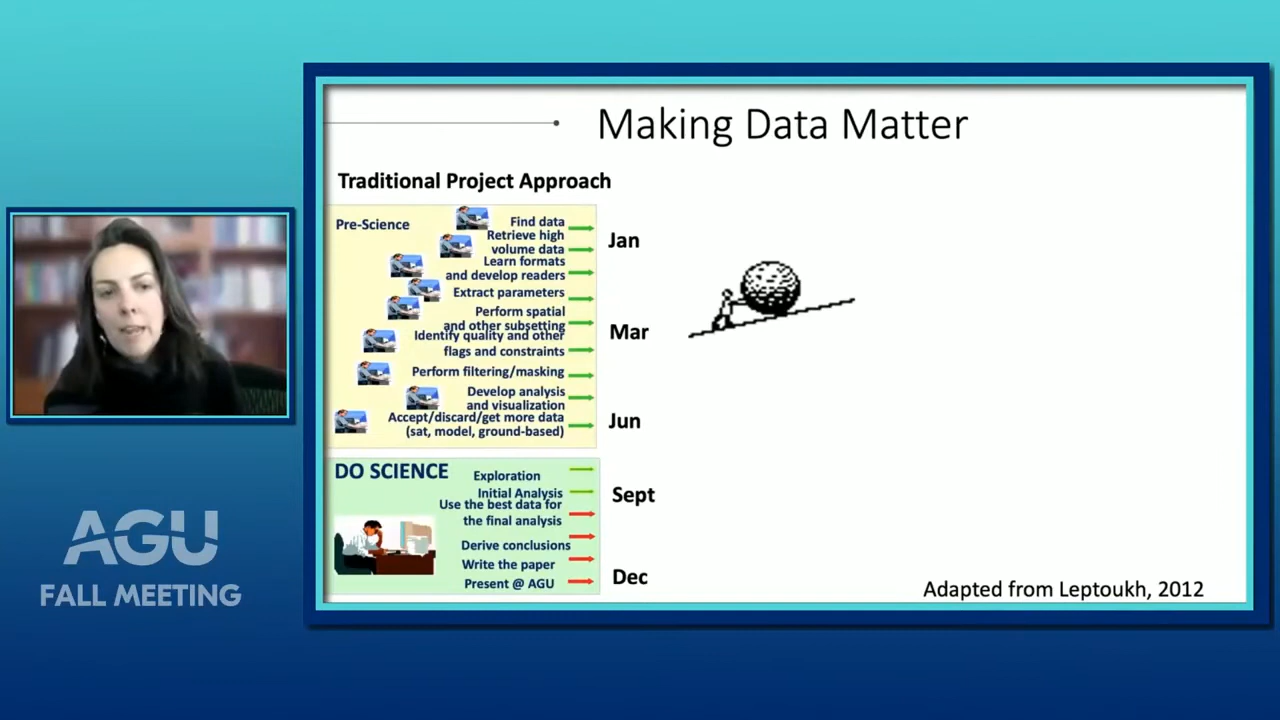 Making Data Matter
Traditional Project Approach
Pre-Science
Find data
Retrieve high
volume data
Learn formats
and develop readers
Extract parameters
Perform spatial
and other subsetting
Identify quality and other
flags and constraints
Perform filtering/masking
Develop analysis
and visualization
Accept/discard/get more data
(sat, model, ground-based)
Jan
Mar
Jun
DO SCIENCE
Exploration
Initial Analysis
Use the best data for
the final analysis
Derive conclusions
Write the paper
Present @ AGU
Sept
Dec
Adapted from Leptoukh, 2012
AGU
FALL MEETING